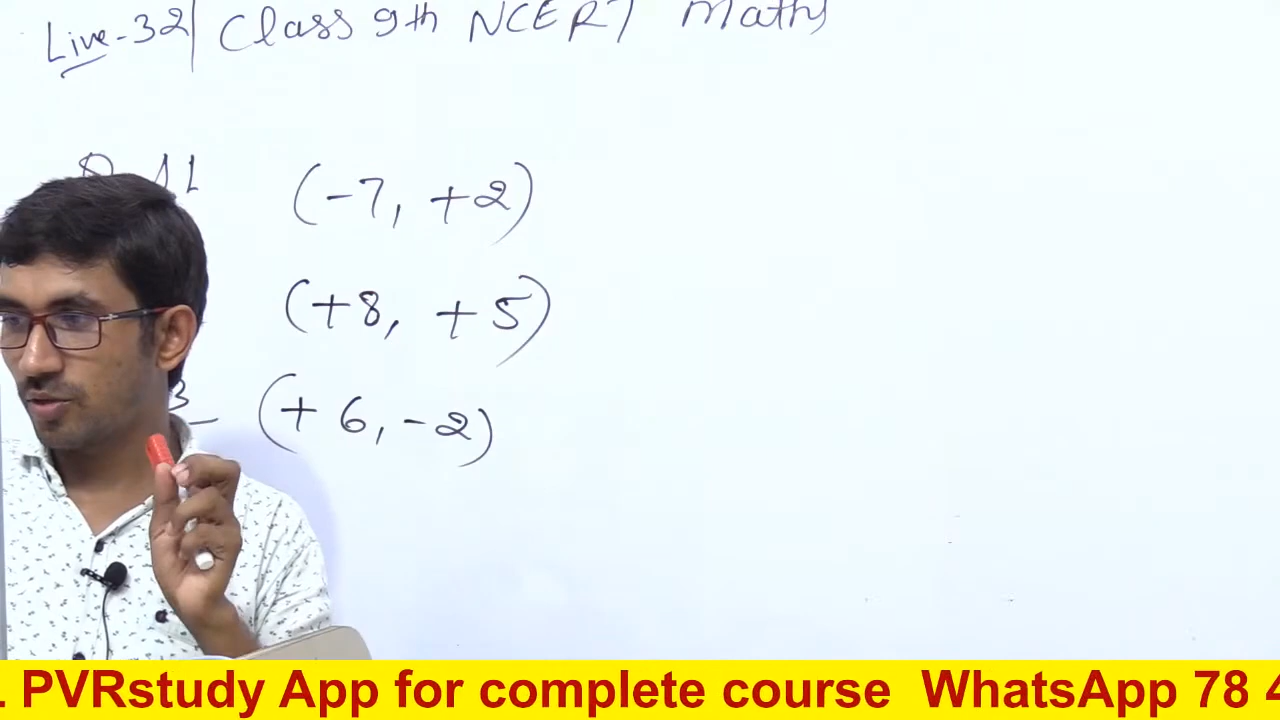 Live-32 | Class 9th NCERT Maths
(-7, +2)
(+8, +5)
3 (+ 6, -2)
PVRstudy App for complete course WhatsApp 78